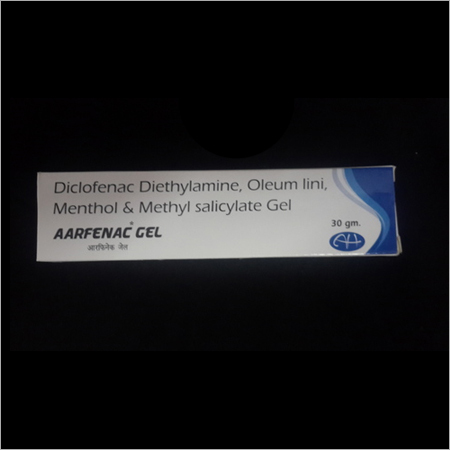 Diclofenac Diethylamine, Oleum lini,
Menthol & Methyl salicylate Gel
AARFENAC® GEL
आरफिनेक जेल
30 gm.